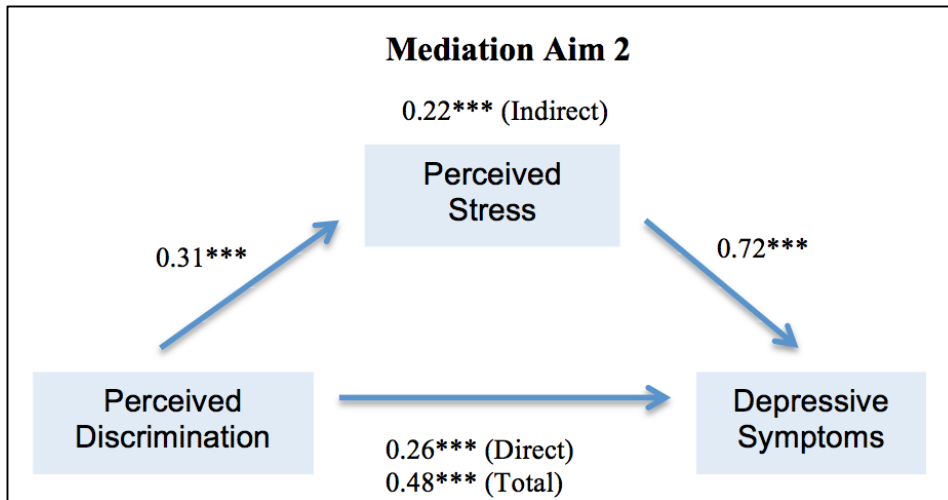 Mediation Aim 2
0.22*** (Indirect)
Perceived
Stress
0.31***
0.72***
Perceived
Discrimination
0.26*** (Direct)
0.48*** (Total)
Depressive
Symptoms